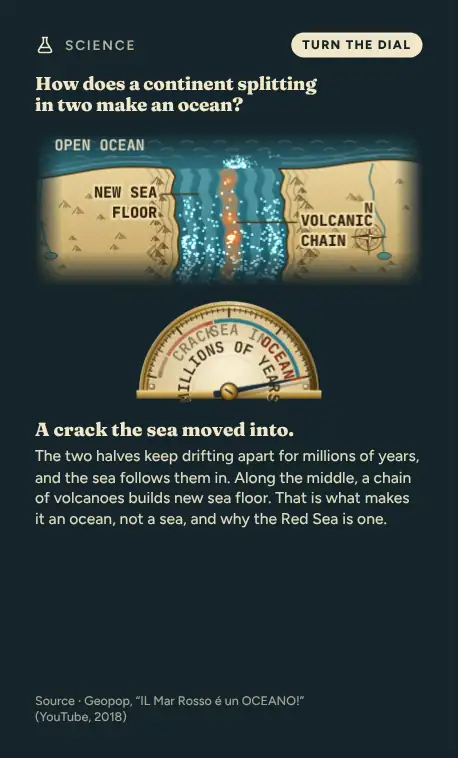 SCIENCE
TURN THE DIAL
How does a continent splitting
in two make an ocean?
OPEN OCEAN
NEW SEA
FLOOR
N
VOLCANIC
CHAIN
CRACK
SEA IN
OCEAN
MILLIONS OF YEARS
A crack the sea moved into.
The two halves keep drifting apart for millions of years,
and the sea follows them in. Along the middle, a chain
of volcanoes builds new sea floor. That is what makes
it an ocean, not a sea, and why the Red Sea is one.
Source · Geopop, “IL Mar Rosso é un OCEANO!”
(YouTube, 2018)